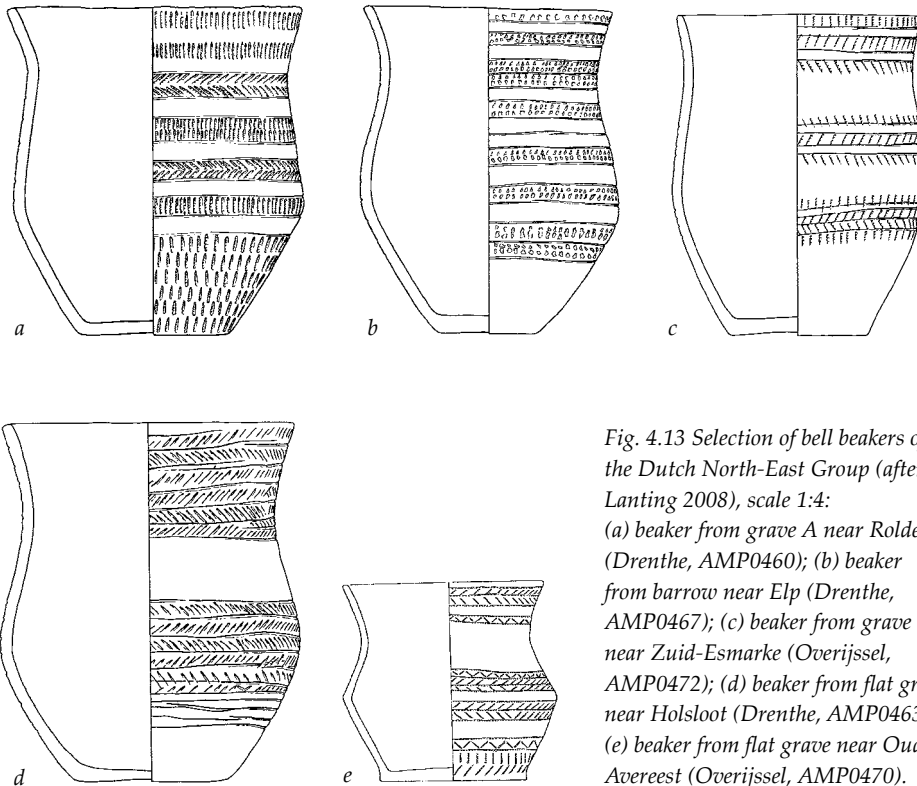 a
b
c
Fig. 4.13 Selection of bell beakers o
the Dutch North-East Group (after
Lanting 2008), scale 1:4:
(a) beaker from grave A near Rolde
(Drenthe, AMP0460); (b) beaker
from barrow near Elp (Drenthe,
AMP0467); (c) beaker from grave
near Zuid-Esmarke (Overijssel,
AMP0472); (d) beaker from flat gr
near Holsloot (Drenthe, AMP0463
(e) beaker from flat grave near Oud
Avereest (Overijssel, AMP0470).
d
e